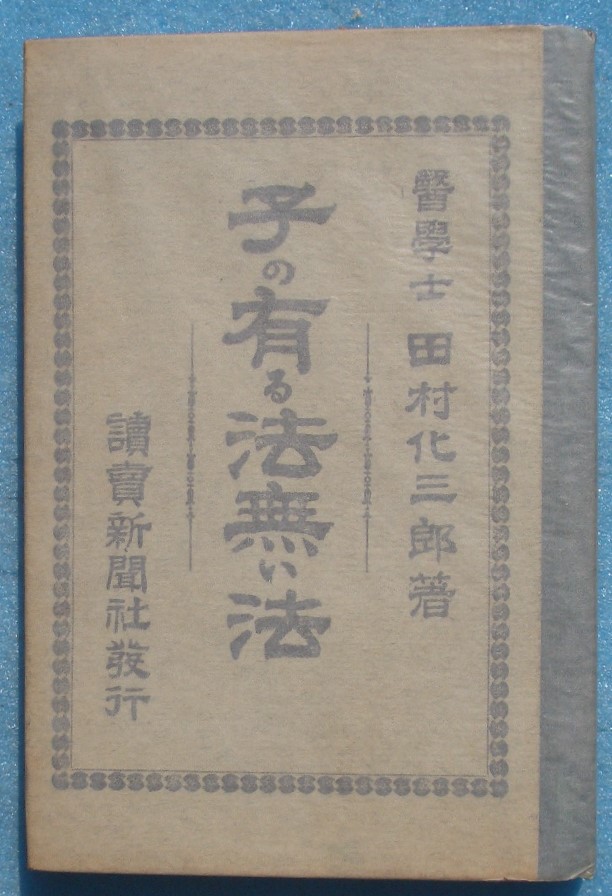 醫學士 田村化三郎著
子の有る法無い法
讀賣新聞社發行